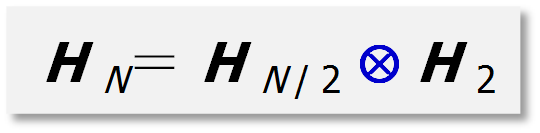 H N = H N / 2 ⊗ H 2